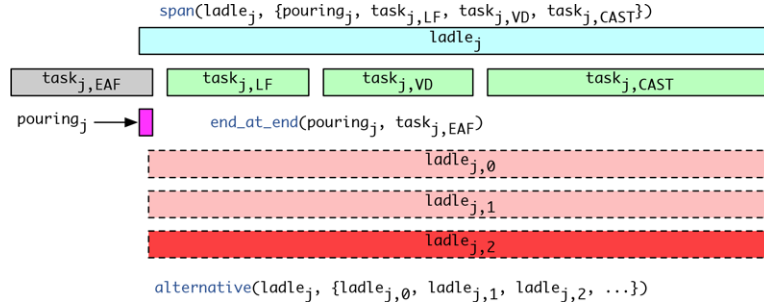 span(ladle_j, {pouring_j, task_j,LF, task_j,VD, task_j,CAST})
ladle_j
task_j,EAF task_j,LF task_j,VD task_j,CAST
pouring_j end_at_end(pouring_j, task_j,EAF)
ladle_j,0
ladle_j,1
ladle_j,2
alternative(ladle_j, {ladle_j,0, ladle_j,1, ladle_j,2, ...})